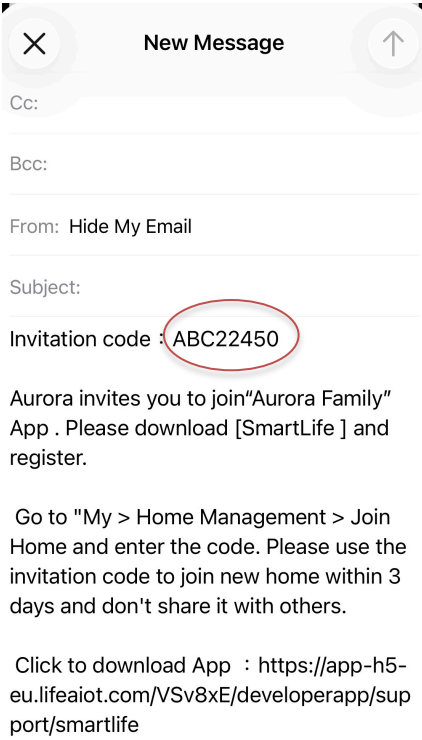 New Message
Cc:
Bcc:
From: Hide My Email
Subject:
Invitation code：ABC22450
Aurora invites you to join“Aurora Family”
App . Please download [SmartLife ] and
register.
Go to "My > Home Management > Join
Home and enter the code. Please use the
invitation code to join new home within 3
days and don't share it with others.
Click to download App ：https://app-h5-
eu.lifeaiot.com/VSv8xE/developerapp/sup
port/smartlife